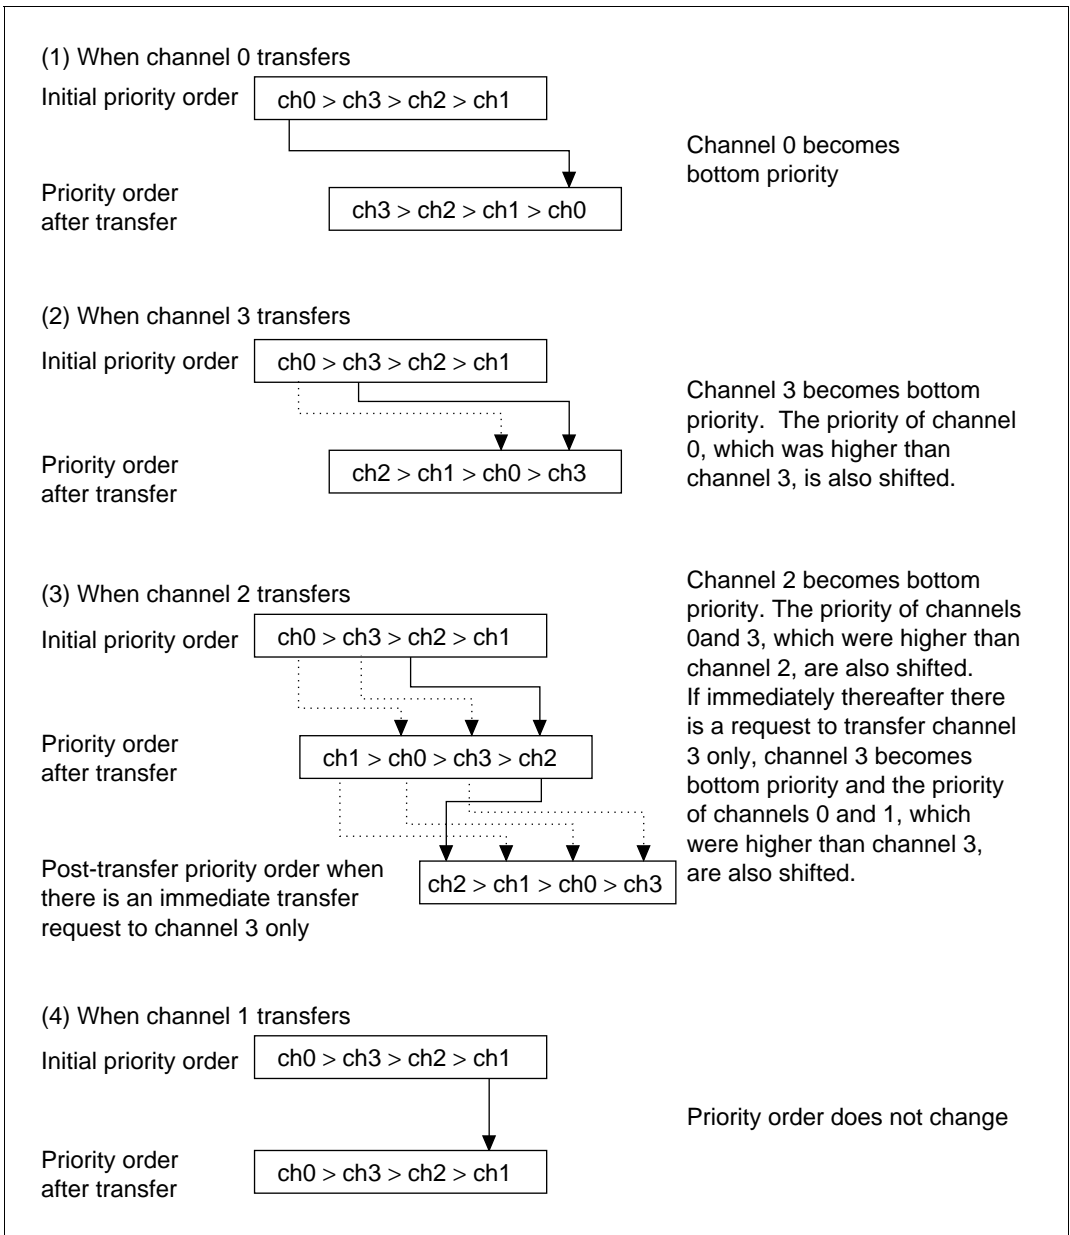 (1) When channel 0 transfers
Initial priority order
ch0 > ch3 > ch2 > ch1
Channel 0 becomes
bottom priority
Priority order
after transfer
ch3 > ch2 > ch1 > ch0
(2) When channel 3 transfers
Initial priority order
ch0 > ch3 > ch2 > ch1
Channel 3 becomes bottom
priority.  The priority of channel
0, which was higher than
channel 3, is also shifted.
Priority order
after transfer
ch2 > ch1 > ch0 > ch3
(3) When channel 2 transfers
Initial priority order
ch0 > ch3 > ch2 > ch1
Channel 2 becomes bottom
priority. The priority of channels
0and 3, which were higher than
channel 2, are also shifted.
If immediately thereafter there
is a request to transfer channel
3 only, channel 3 becomes
bottom priority and the priority
of channels 0 and 1, which
were higher than channel 3,
are also shifted.
Priority order
after transfer
ch1 > ch0 > ch3 > ch2
Post-transfer priority order when
there is an immediate transfer
request to channel 3 only
ch2 > ch1 > ch0 > ch3
(4) When channel 1 transfers
Initial priority order
ch0 > ch3 > ch2 > ch1
Priority order does not change
Priority order
after transfer
ch0 > ch3 > ch2 > ch1